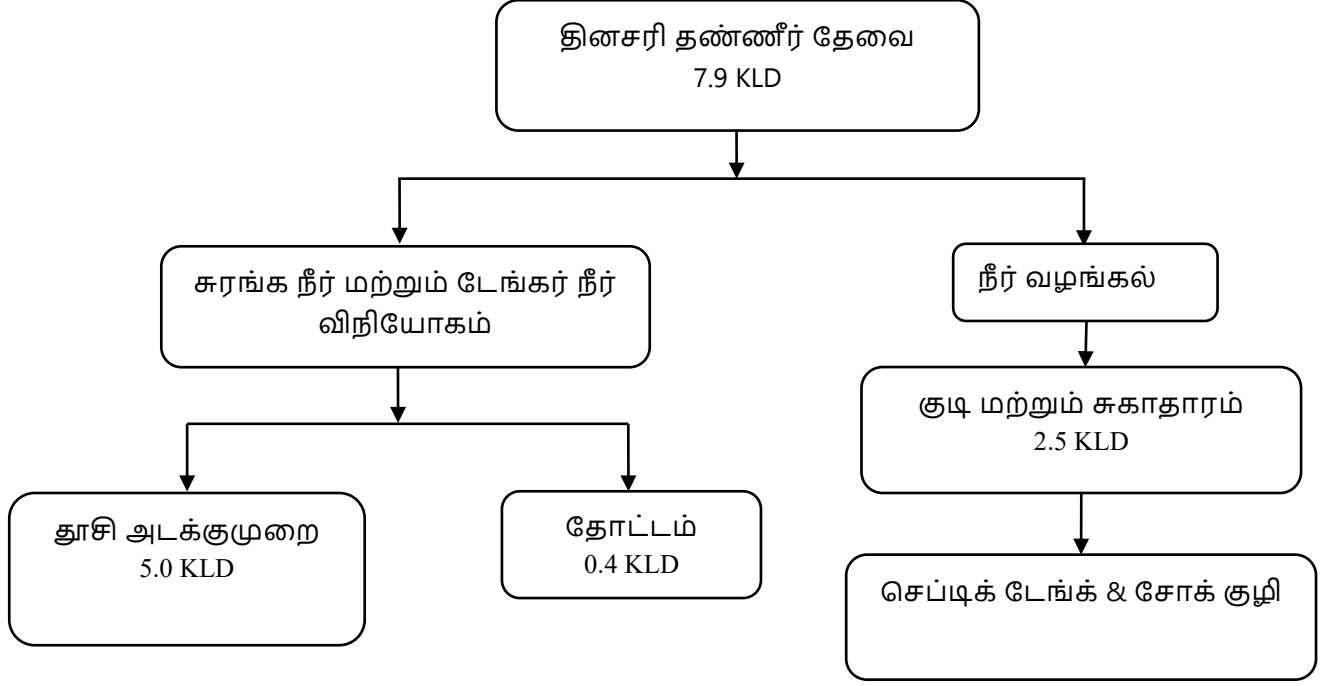 தினசரி தண்ணீர் தேவை
7.9 KLD
சுரங்க நீர் மற்றும் டேங்கர் நீர்
விநியோகம்
நீர் வழங்கல்
குடி மற்றும் சுகாதாரம்
2.5 KLD
தூசி அடக்குமுறை
5.0 KLD
தோட்டம்
0.4 KLD
செப்டிக் டேங்க் & சோக் குழி